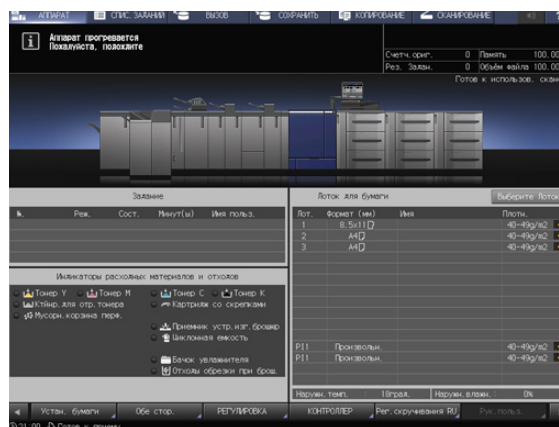 АППАРАТ
СПИС. ЗАДАНИЙ
ВЫЗОВ
СОХРАНИТЬ
КОПИРОВАНИЕ
СКАНИРОВАНИЕ
Аппарат прогревается
Пожалуйста, положите
Счетч. ориг. 0 Память 100.00
Рез. Задан. 0 Объём файла 100.00
Готов к использов. скан
Задание
№. Реж. Сост. Минут(ы) Имя польз.
Лоток для бумаги
Выберите Лоток
Лот. Формат (мм) Имя Плотн.
1 8.5x11 40-49g/m2
2 A4 40-49g/m2
3 A4 40-49g/m2
PI1 Произвольн. 40-49g/m2
PI1 Произвольн. 40-49g/m2
Индикаторы расходных материалов и отходов
Тонер Y Тонер M Тонер C Тонер K
для отр. тонера Картридж со скрепками
Мусорн. корзина перф.
Приемник устр. изг. брошюр
Циклонная емкость
Бачок увлажнителя
Отходы обрезки при брош.
Наружн. темп. 18град. Наружн. влажн. 0%
Устан. бумаги
Обе стор.
РЕГУЛИРОВКА
КОНТРОЛЛЕР
Рег. скручивания RU
Рук. польз.
21:09 Готов к приему